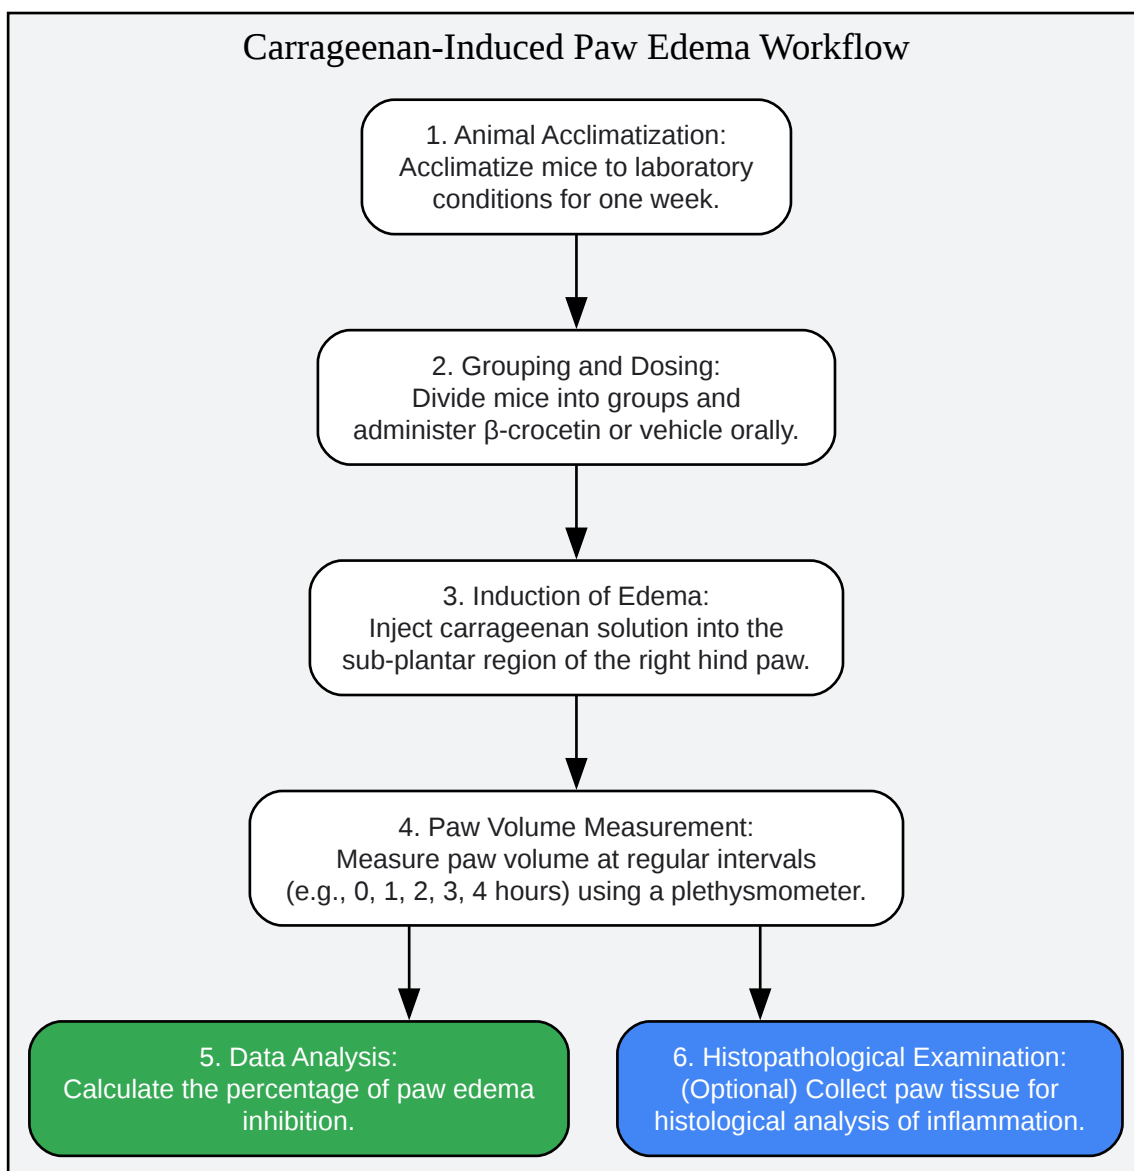 Carrageenan-Induced Paw Edema Workflow
1. Animal Acclimatization:
Acclimatize mice to laboratory
conditions for one week.
2. Grouping and Dosing:
Divide mice into groups and
administer β-crocetin or vehicle orally.
3. Induction of Edema:
Inject carrageenan solution into the
sub-plantar region of the right hind paw.
4. Paw Volume Measurement:
Measure paw volume at regular intervals
(e.g., 0, 1, 2, 3, 4 hours) using a plethysmometer.
5. Data Analysis:
Calculate the percentage of paw edema
inhibition.
6. Histopathological Examination:
(Optional) Collect paw tissue for
histological analysis of inflammation.